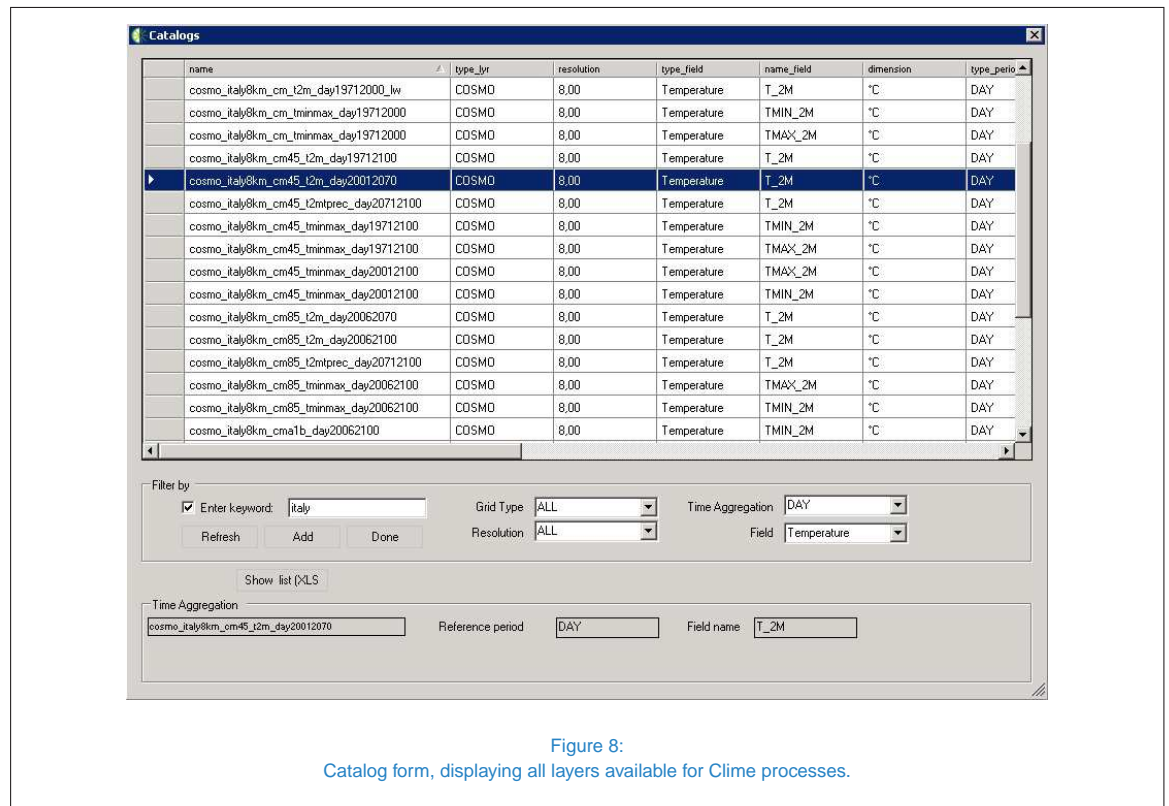 Catalogs
name type_lyr resolution type_field name_field dimension type_perio
cosmo_italy8km_cm_t2m_day19712000_lw COSMO 8,00 Temperature T_2M °C DAY
cosmo_italy8km_cm_tminmax_day19712000 COSMO 8,00 Temperature TMIN_2M °C DAY
cosmo_italy8km_cm_tminmax_day19712000 COSMO 8,00 Temperature TMAX_2M °C DAY
cosmo_italy8km_cm45_t2m_day19712100 COSMO 8,00 Temperature T_2M °C DAY
cosmo_italy8km_cm45_t2m_day20012070 COSMO 8,00 Temperature T_2M °C DAY
cosmo_italy8km_cm45_t2mtprec_day20712100 COSMO 8,00 Temperature T_2M °C DAY
cosmo_italy8km_cm45_tminmax_day19712100 COSMO 8,00 Temperature TMIN_2M °C DAY
cosmo_italy8km_cm45_tminmax_day19712100 COSMO 8,00 Temperature TMAX_2M °C DAY
cosmo_italy8km_cm45_tminmax_day20012100 COSMO 8,00 Temperature TMAX_2M °C DAY
cosmo_italy8km_cm45_tminmax_day20012100 COSMO 8,00 Temperature TMIN_2M °C DAY
cosmo_italy8km_cm85_t2m_day20062070 COSMO 8,00 Temperature T_2M °C DAY
cosmo_italy8km_cm85_t2m_day20062100 COSMO 8,00 Temperature T_2M °C DAY
cosmo_italy8km_cm85_t2mtprec_day20712100 COSMO 8,00 Temperature T_2M °C DAY
cosmo_italy8km_cm85_tminmax_day20062100 COSMO 8,00 Temperature TMAX_2M °C DAY
cosmo_italy8km_cm85_tminmax_day20062100 COSMO 8,00 Temperature TMIN_2M °C DAY
cosmo_italy8km_cma1b_day20062100 COSMO 8,00 Temperature TMIN_2M °C DAY
Filter by
Enter keyword: italy Grid Type ALL Time Aggregation DAY
Refresh Add Done Resolution ALL Field Temperature
Show list (XLS
Time Aggregation
cosmo_italy8km_cm45_t2m_day20012070 Reference period DAY Field name T_2M
Figure 8:
Catalog form, displaying all layers available for Clime processes.